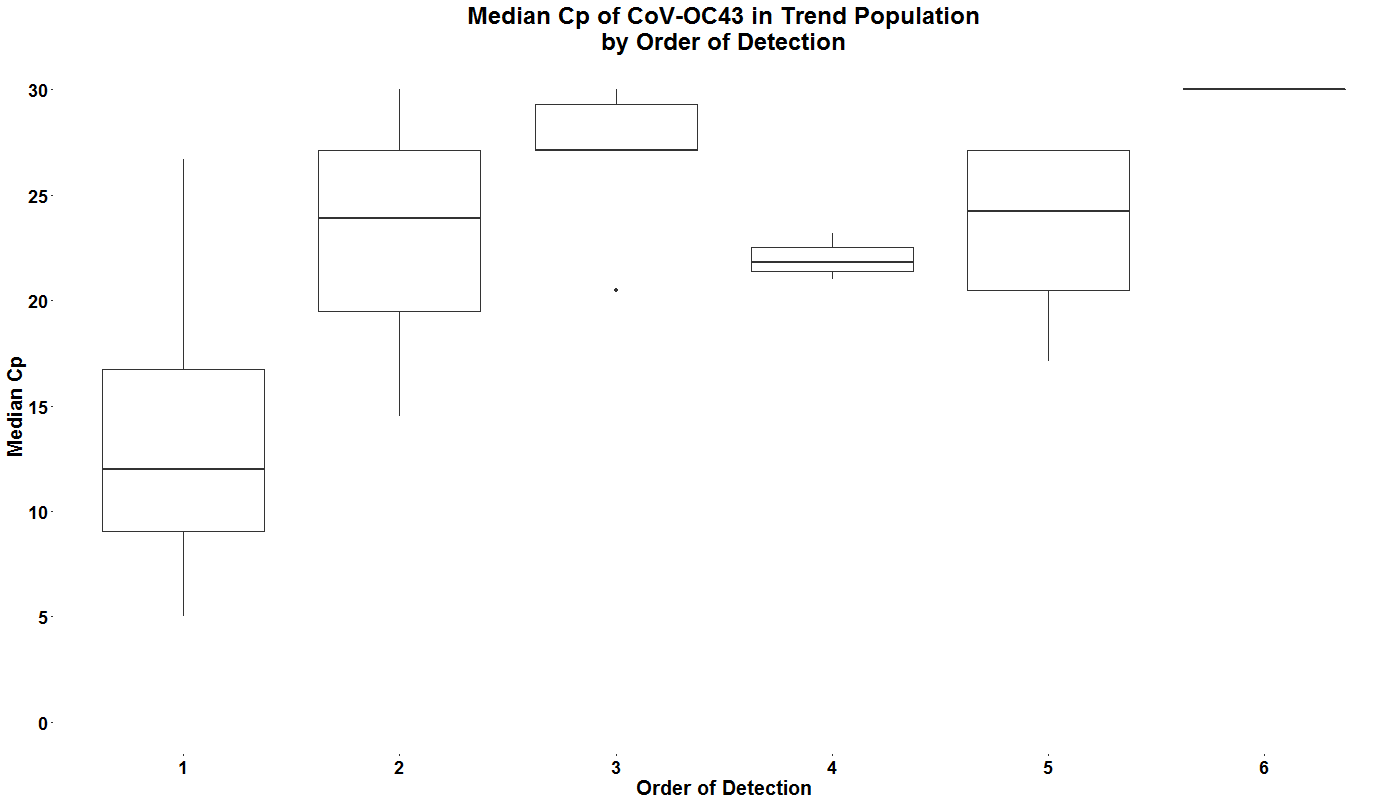 Median Cp of CoV-OC43 in Trend Population
by Order of Detection
30
25
20
15
10
5
0
Median Cp
1 2 3 4 5 6
Order of Detection